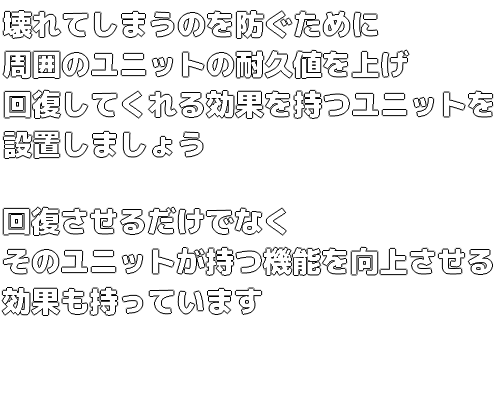 壊れてしまうのを防ぐために
周囲のユニットの耐久値を上げ
回復してくれる効果を持つユニットを
設置しましょう
回復させるだけでなく
そのユニットが持つ機能を向上させる
効果も持っています